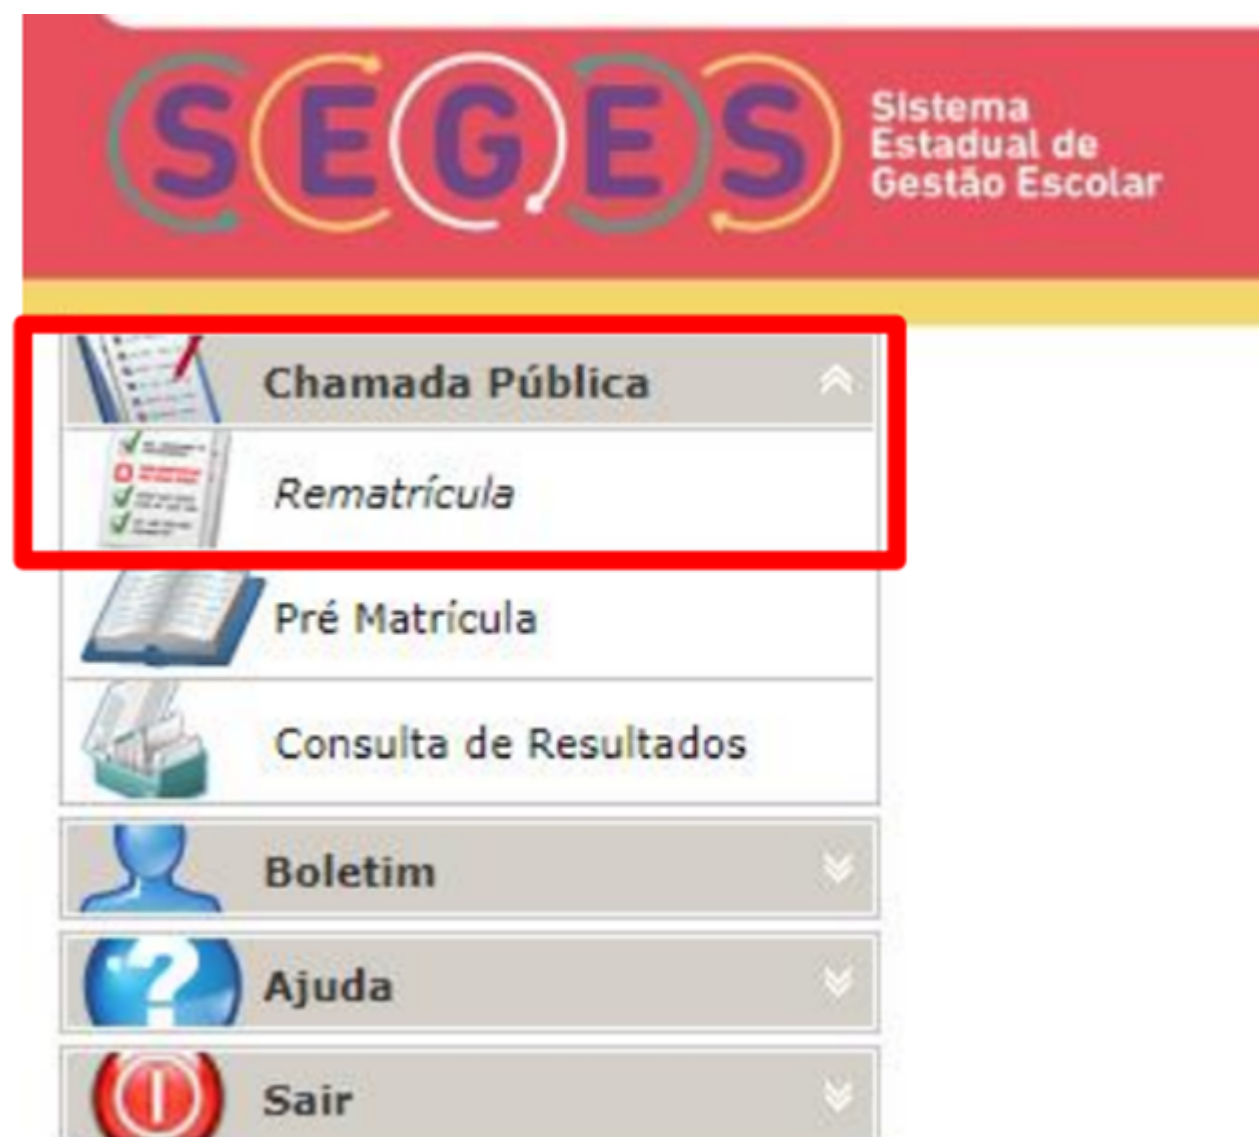 SEGES
Sistema
Estadual de
Gestão Escolar
Chamada Pública
Rematrícula
Pré Matrícula
Consulta de Resultados
Boletim
Ajuda
Sair